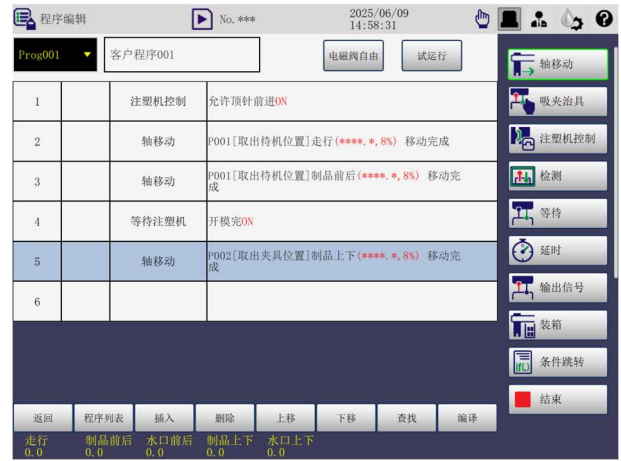 程序编辑 No. *** 2025/06/09
14:58:31
Prog001 客户程序001 电磁阀自由 试运行
1 注塑机控制 允许顶针前进ON
2 轴移动 P001[取出待机位置]走行(****.*,8%) 移动完成
3 轴移动 P001[取出待机位置]制品前后(****.*,8%) 移动完
成
4 等待注塑机 开模完ON
5 轴移动 P002[取出夹具位置]制品上下(****.*,8%) 移动完
成
6
轴移动
吸夹治具
注塑机控制
检测
等待
延时
输出信号
装箱
if() 条件跳转
结束
返回 程序列表 插入 删除 上移 下移 查找 编译
走行 制品前后 水口前后 制品上下 水口上下
0.0 0.0 0.0 0.0 0.0